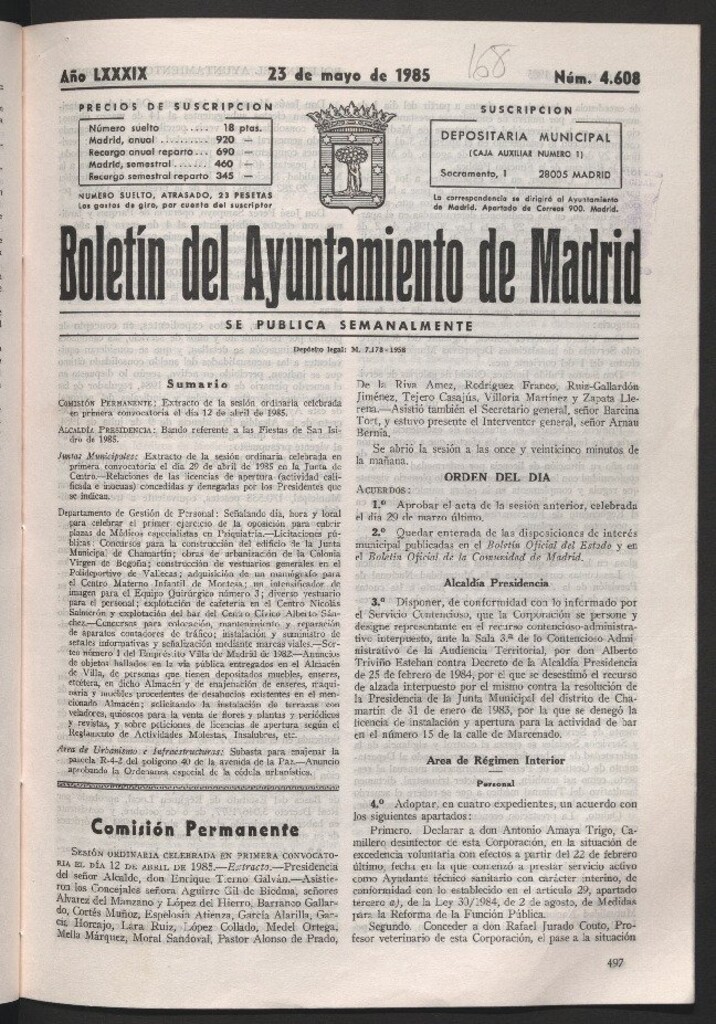 168
Año LXXXIX 23 de mayo de 1985 Núm. 4.608
PRECIOS DE SUSCRIPCION
Número suelto ..... 18 ptas.
Madrid, anual .......... 920 —
Recargo anual reparto... 690 —
Madrid, semestral ....... 460 —
Recargo semestral reparto 345 —
NUMERO SUELTO, ATRASADO, 23 PESETAS
Los gastos de giro, por cuenta del suscriptor
SUSCRIPCION
DEPOSITARIA MUNICIPAL
(CAJA AUXILIAR NUMERO 1)
Sacramento, 1 28005 MADRID
La correspondencia se dirigirá al Ayuntamiento
de Madrid. Apartado de Correos 900. Madrid.
Boletín del Ayuntamiento de Madrid
SE PUBLICA SEMANALMENTE
Depósito legal: M. 7.178-1958
Sumario
COMISIÓN PERMANENTE: Extracto de la sesión ordinaria celebrada
en primera convocatoria el día 12 de abril de 1985.
ALCALDÍA PRESIDENCIA: Bando referente a las Fiestas de San Isi-
dro de 1985.
Juntas Municipales: Extracto de la sesión ordinaria celebrada en
primera convocatoria el día 29 de abril de 1985 en la Junta de
Centro.—Relaciones de las licencias de apertura (actividad cali-
ficada e inocuas) concedidas y denegadas por los Presidentes que
se indican.
Departamento de Gestión de Personal: Señalando día, hora y local
para celebrar el primer ejercicio de la oposición para cubrir
plazas de Médicos especialistas en Psiquiatría.—Licitaciones pú-
blicas: Concursos para la construcción del edificio de la Junta
Municipal de Chamartín; obras de urbanización de la Colonia
Virgen de Begoña; construcción de vestuarios generales en el
Polideportivo de Vallecas; adquisición de un mamógrafo para
el Centro Materno Infantil de Montesa; un intensificador de
imagen para el Equipo Quirúrgico número 3; diverso vestuario
para el personal; explotación de cafetería en el Centro Nicolás
Salmerón y explotación del bar del Centro Cívico Alberto Sán-
chez.—Concursos para colocación, mantenimiento y reparación
de aparatos contadores de tráfico; instalación y suministro de
señales informativas y señalización mediante marcas viales.—Sor-
teo número 1 del Empréstito Villa de Madrid de 1982.—Anuncios
de objetos hallados en la vía pública entregados en el Almacén
de Villa, de personas que tienen depositados muebles, enseres,
etcétera, en dicho Almacén y de enajenación de enseres, maqui-
naria y muebles procedentes de desahucios existentes en el men-
cionado Almacén; solicitando la instalación de terrazas con
veladores, quioscos para la venta de flores y plantas y periódicos
y revistas, y sobre peticiones de licencias de apertura según el
Reglamento de Actividades Molestas, Insalubres, etc.
Area de Urbanismo e Infraestructuras: Subasta para enajenar la
parcela R-4-2 del polígono 40 de la avenida de la Paz.—Anuncio
aprobando la Ordenanza especial de la cédula urbanística.
Comisión Permanente
SESIÓN ORDINARIA CELEBRADA EN PRIMERA CONVOCATO-
RIA EL DÍA 12 DE ABRIL DE 1985.—Extracto.—Presidencia
del señor Alcalde, don Enrique Tierno Galván.—Asistie-
ron los Concejales señora Aguirre Gil de Biedma, señores
Alvarez del Manzano y López del Hierro, Barranco Gallar-
do, Cortés Muñoz, Espelosín Atienza, García Alarilla, Gar-
cía Horcajo, Lara Ruiz, López Collado, Medel Ortega,
Mella Márquez, Moral Sandoval, Pastor Alonso de Prado,
De la Riva Amez, Rodríguez Franco, Ruiz-Gallardón
Jiménez, Tejero Casajús, Villoria Martínez y Zapata Lle-
rena.—Asistió también el Secretario general, señor Barcina
Tort, y estuvo presente el Interventor general, señor Arnau
Bernia.
Se abrió la sesión a las once y veinticinco minutos de
la mañana.
ORDEN DEL DIA
ACUERDOS:
1.º Aprobar el acta de la sesión anterior, celebrada
el día 29 de marzo último.
2.º Quedar enterada de las disposiciones de interés
municipal publicadas en el Boletín Oficial del Estado y en
el Boletín Oficial de la Comunidad de Madrid.
Alcaldía Presidencia
3.º Disponer, de conformidad con lo informado por
el Servicio Contencioso, que la Corporación se persone y
designe representante en el recurso contencioso-administra-
tivo interpuesto, ante la Sala 3.ª de lo Contencioso-Admi-
nistrativo de la Audiencia Territorial, por don Alberto
Triviño Esteban contra Decreto de la Alcaldía Presidencia
de 25 de febrero de 1984, por el que se desestimó el recurso
de alzada interpuesto por el mismo contra la resolución de
la Presidencia de la Junta Municipal del distrito de Cha-
martín de 31 de enero de 1983, por la que se denegó la
licencia de instalación y apertura para la actividad de bar
en el número 15 de la calle de Marcenado.
Area de Régimen Interior
Personal
4.º Adoptar, en cuatro expedientes, un acuerdo con
los siguientes apartados:
Primero. Declarar a don Antonio Amaya Trigo, Ca-
millero desinfector de esta Corporación, en la situación de
excedencia voluntaria con efectos a partir del 22 de febrero
último, fecha en la que comenzó a prestar servicio activo
como Ayudante técnico sanitario con carácter interino, de
conformidad con lo establecido en el artículo 29, apartado
tercero a), de la Ley 30/1984, de 2 de agosto, de Medidas
para la Reforma de la Función Pública.
Segundo. Conceder a don Rafael Jurado Couto, Pro-
fesor veterinario de esta Corporación, el pase a la situación
497